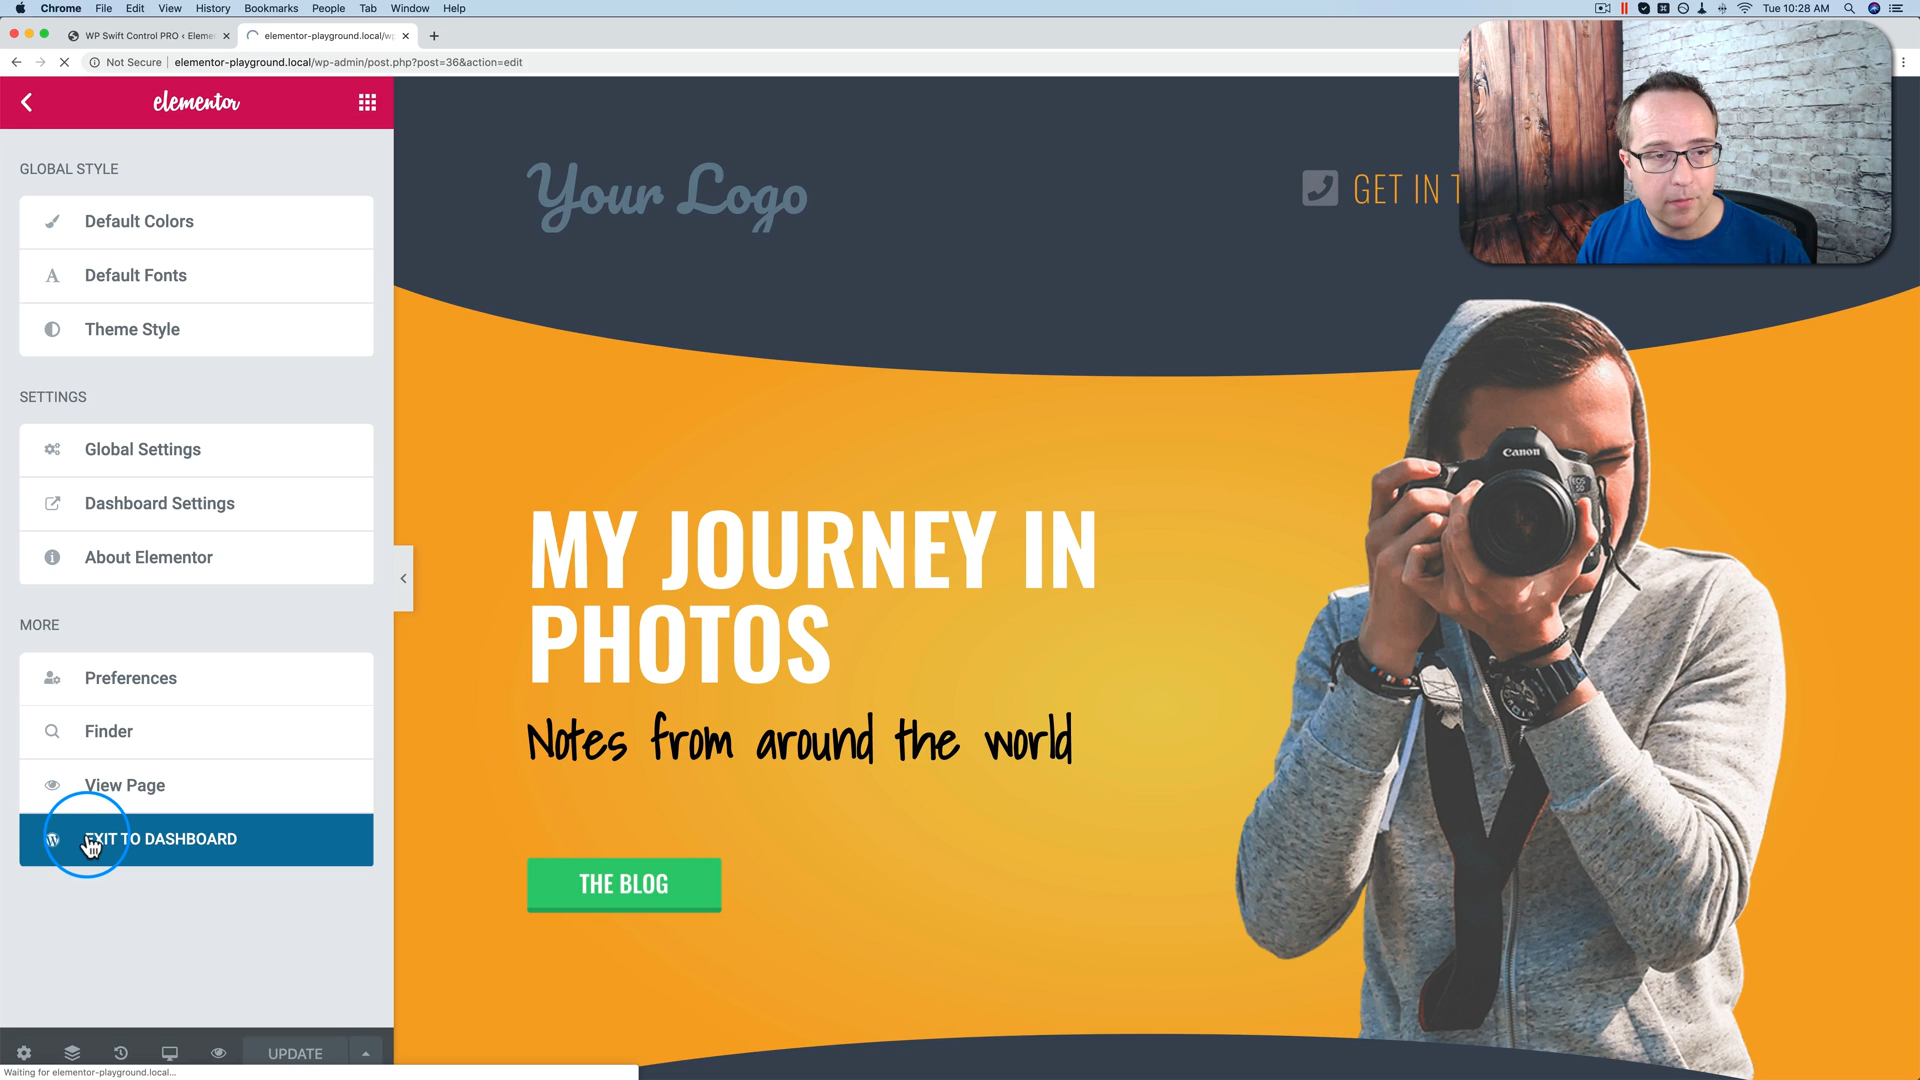 Chrome File Edit View History Bookmarks People Tab Window Help
Tue 10:28 AM
WP Swift Control PRO ‹ Eleme
elementor-playground.local/w
Not Secure | elementor-playground.local/wp-admin/post.php?post=36&action=edit
elementor
GLOBAL STYLE
Default Colors
Default Fonts
Theme Style
SETTINGS
Global Settings
Dashboard Settings
About Elementor
MORE
Preferences
Finder
View Page
EXIT TO DASHBOARD
UPDATE
Waiting for elementor-playground.local...
Your Logo
GET IN T
MY JOURNEY IN
PHOTOS
Notes from around the world
THE BLOG
Canon
EOS
5D